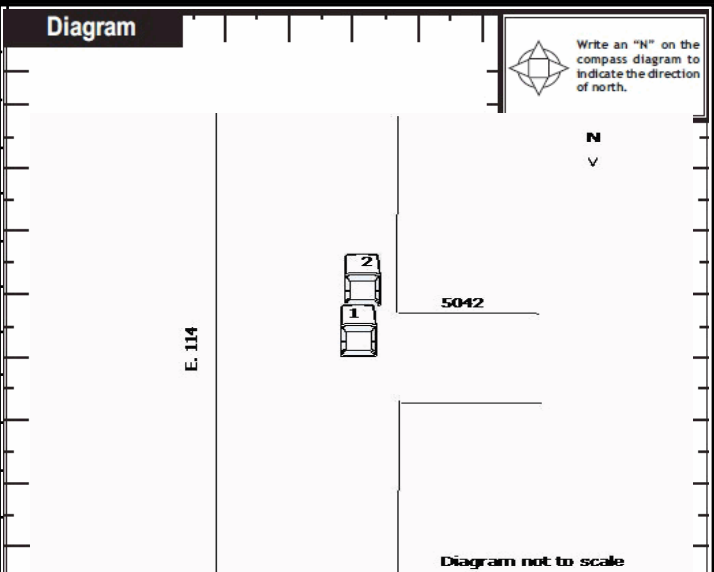 Diagram
Write an “N” on the
compass diagram to
indicate the direction
of north.
N
V
2
1
5042
E. 114
Diagram not to scale